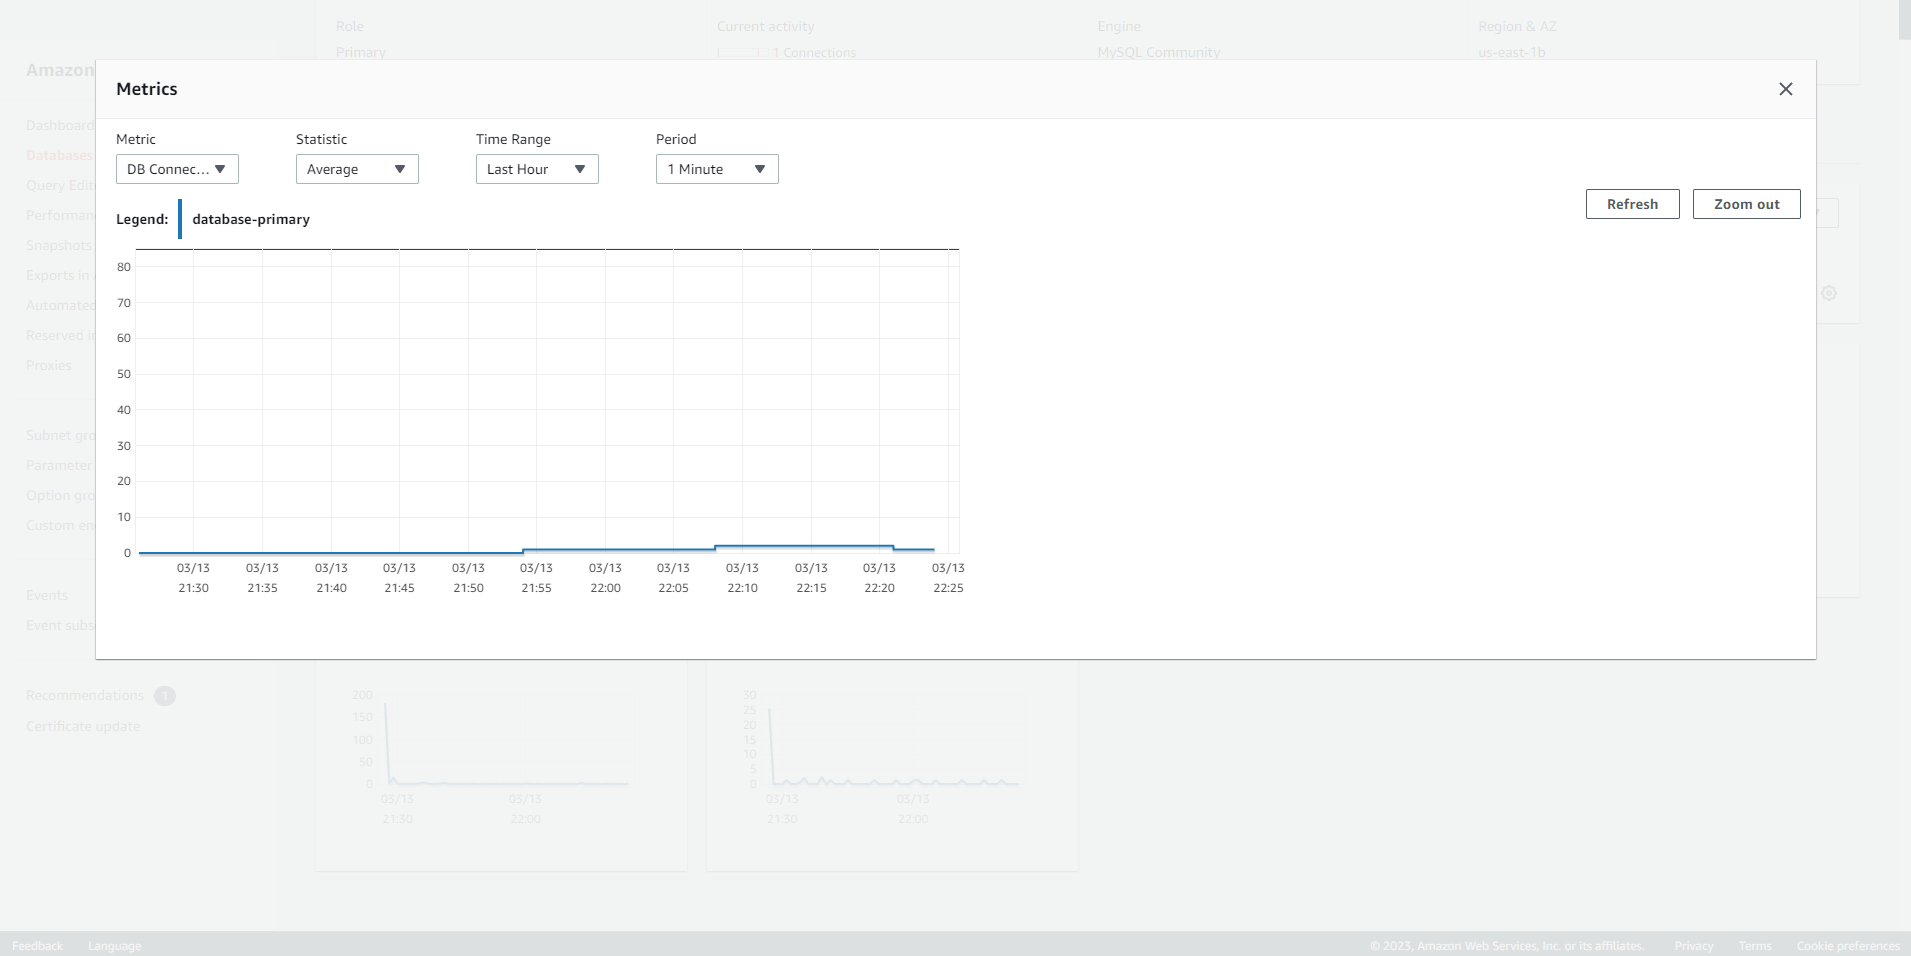 Role
Current activity
Engine
Region & AZ
Primary
1 Connections
MySQL Community
us-east-1b
Amazon
Metrics
Dashboard
Databases
Query Edit
Performan
Snapshots
Exports in
Automated
Reserved in
Proxies
Subnet gro
Parameter
Option gro
Custom en
Events
Event subs
Recommendations 1
Certificate update
Metric
Statistic
Time Range
Period
DB Connec...
Average
Last Hour
1 Minute
Refresh
Zoom out
Legend: database-primary
80
70
60
50
40
30
20
10
0
03/13 03/13 03/13 03/13 03/13 03/13 03/13 03/13 03/13 03/13 03/13 03/13
21:30 21:35 21:40 21:45 21:50 21:55 22:00 22:05 22:10 22:15 22:20 22:25
200
150
100
50
0
03/13 03/13
21:30 22:00
30
25
20
15
10
5
0
03/13 03/13
21:30 22:00
Feedback
Language
© 2023, Amazon Web Services, Inc. or its affiliates.
Privacy
Terms
Cookie preferences